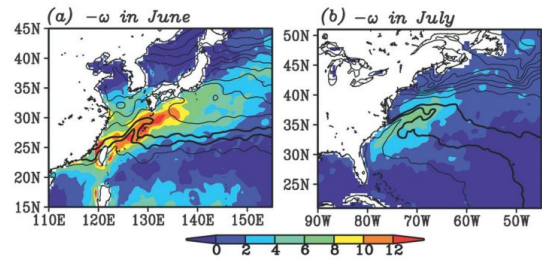 (a) -ω in June
(b) -ω in July
45N
40N
35N
30N
25N
20N
15N
110E 120E 130E 140E 150E
50N
45N
40N
35N
30N
25N
90W 80W 70W 60W 50W
0 2 4 6 8 10 12